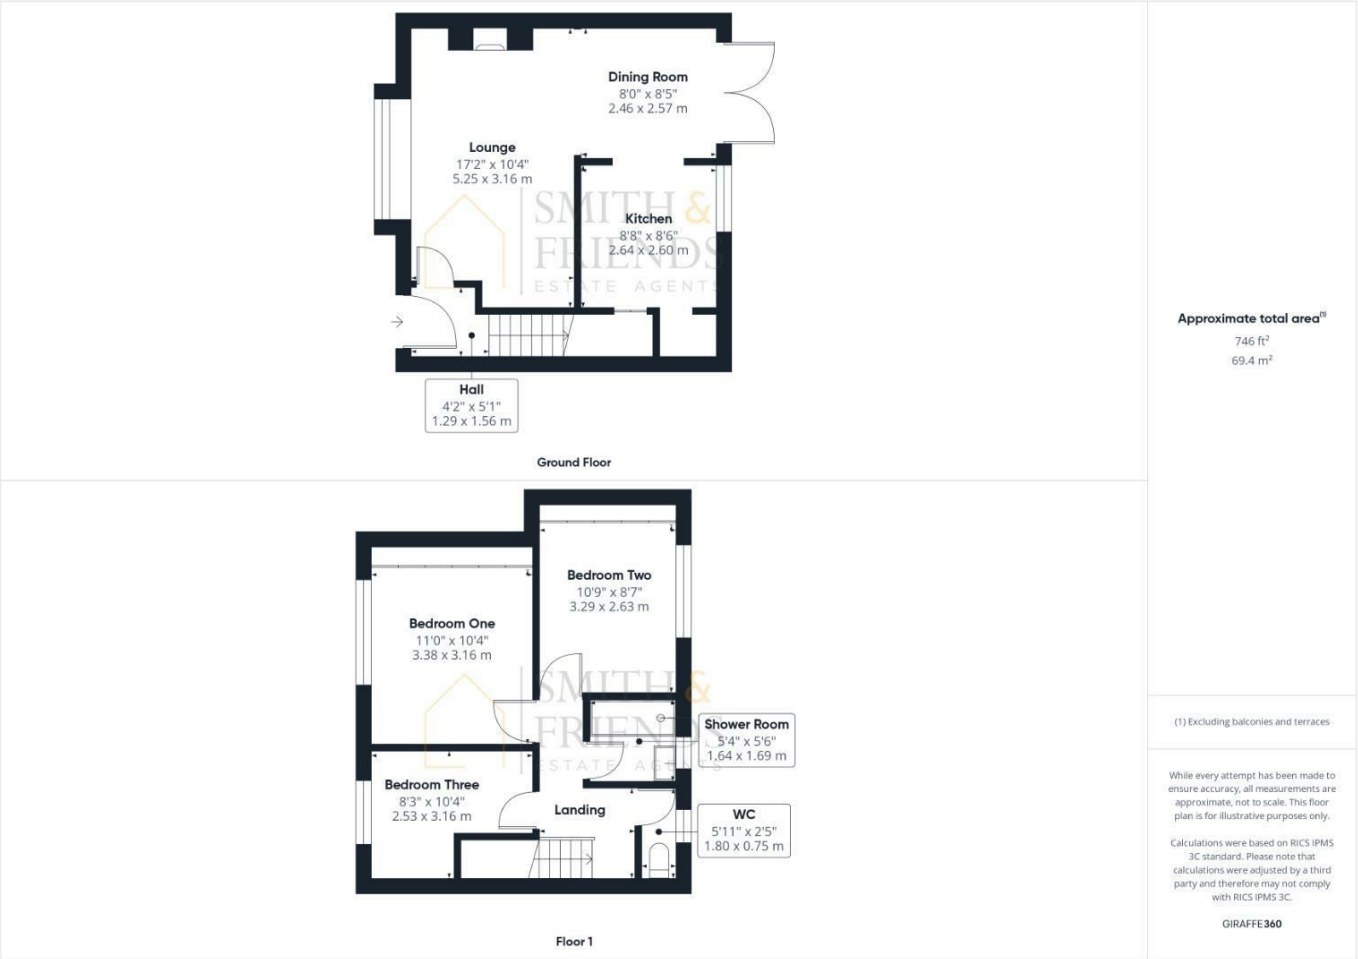 Dining Room
8'0" x 8'5"
2.46 x 2.57 m
Lounge
17'2" x 10'4"
5.25 x 3.16 m
SMITH &
FRIENDS
ESTATE AGENTS
Kitchen
8'8" x 8'6"
2.64 x 2.60 m
Hall
4'2" x 5'1"
1.29 x 1.56 m
Ground Floor
Approximate total area(1)
746 ft²
69.4 m²
Bedroom Two
10'9" x 8'7"
3.29 x 2.63 m
Bedroom One
11'0" x 10'4"
3.38 x 3.16 m
SMITH &
FRIENDS
ESTATE AGENTS
Shower Room
5'4" x 5'6"
1.64 x 1.69 m
Bedroom Three
8'3" x 10'4"
2.53 x 3.16 m
Landing
WC
5'11" x 2'5"
1.80 x 0.75 m
Floor 1
(1) Excluding balconies and terraces
While every attempt has been made to
ensure accuracy, all measurements are
approximate, not to scale. This floor
plan is for illustrative purposes only.
Calculations were based on RICS IPMS
3C standard. Please note that
calculations were adjusted by a third
party and therefore may not comply
with RICS IPMS 3C.
GIRAFFE360